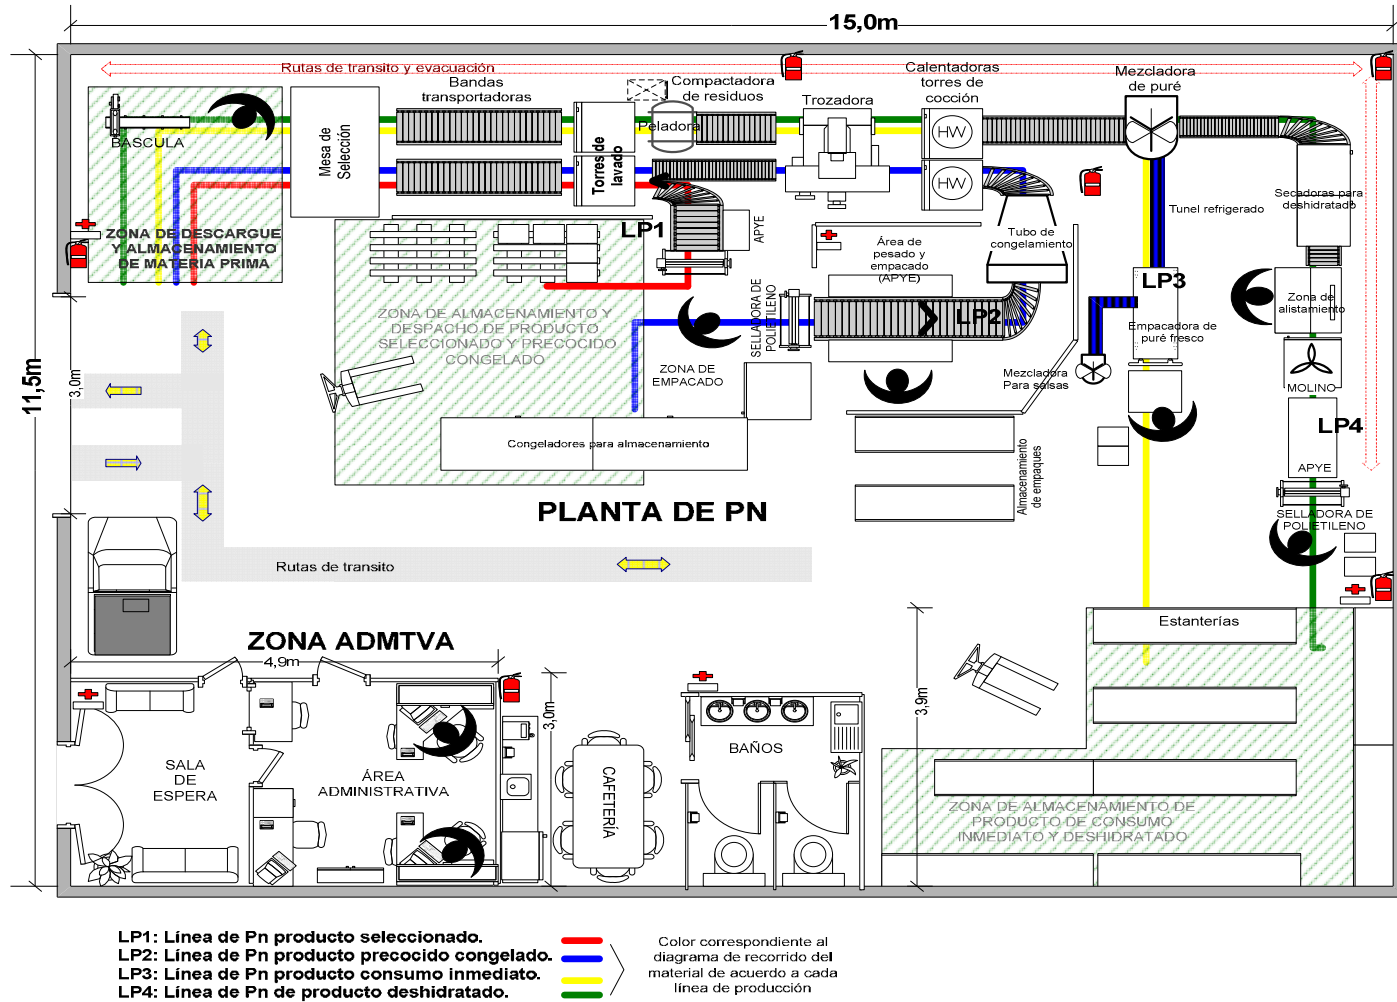 15,0m
Rutas de transito y evacuación
Bandas
transportadoras
Compactadora
de residuos
Trozadora
Calentadoras
torres de
cocción
Mezcladora
de puré
BASCULA
Mesa de
Selección
Torres de
lavado
Peladora
HW
HW
Secadoras para
deshidratado
Tunel refrigerado
ZONA DE DESCARGUE
Y ALMACENAMIENTO
DE MATERIA PRIMA
LP1
APYE
Área de
pesado y
empacado
(APYE)
Tubo de
congelamiento
LP3
ZONA DE ALMACENAMIENTO Y
DESPACHO DE PRODUCTO
SELECCIONADO Y PRECOCIDO
CONGELADO
SELLADORA DE
POLIETILENO
LP2
Empacadora de
puré fresco
Zona de
alistamiento
ZONA DE
EMPACADO
Mezcladora
Para salsas
MOLINO
11,5m
3,0m
Congeladores para almacenamiento
Almacenamiento
de empaques
LP4
APYE
SELLADORA DE
POLIETILENO
PLANTA DE PN
Rutas de transito
ZONA ADMTVA
4,9m
3,0m
3,9m
Estanterías
SALA
DE
ESPERA
ÁREA
ADMINISTRATIVA
CAFETERÍA
BAÑOS
ZONA DE ALMACENAMIENTO DE
PRODUCTO DE CONSUMO
INMEDIATO Y DESHIDRATADO
LP1: Línea de Pn producto seleccionado.
LP2: Línea de Pn producto precocido congelado.
LP3: Línea de Pn producto consumo inmediato.
LP4: Línea de Pn de producto deshidratado.
Color correspondiente al
diagrama de recorrido del
material de acuerdo a cada
línea de producción